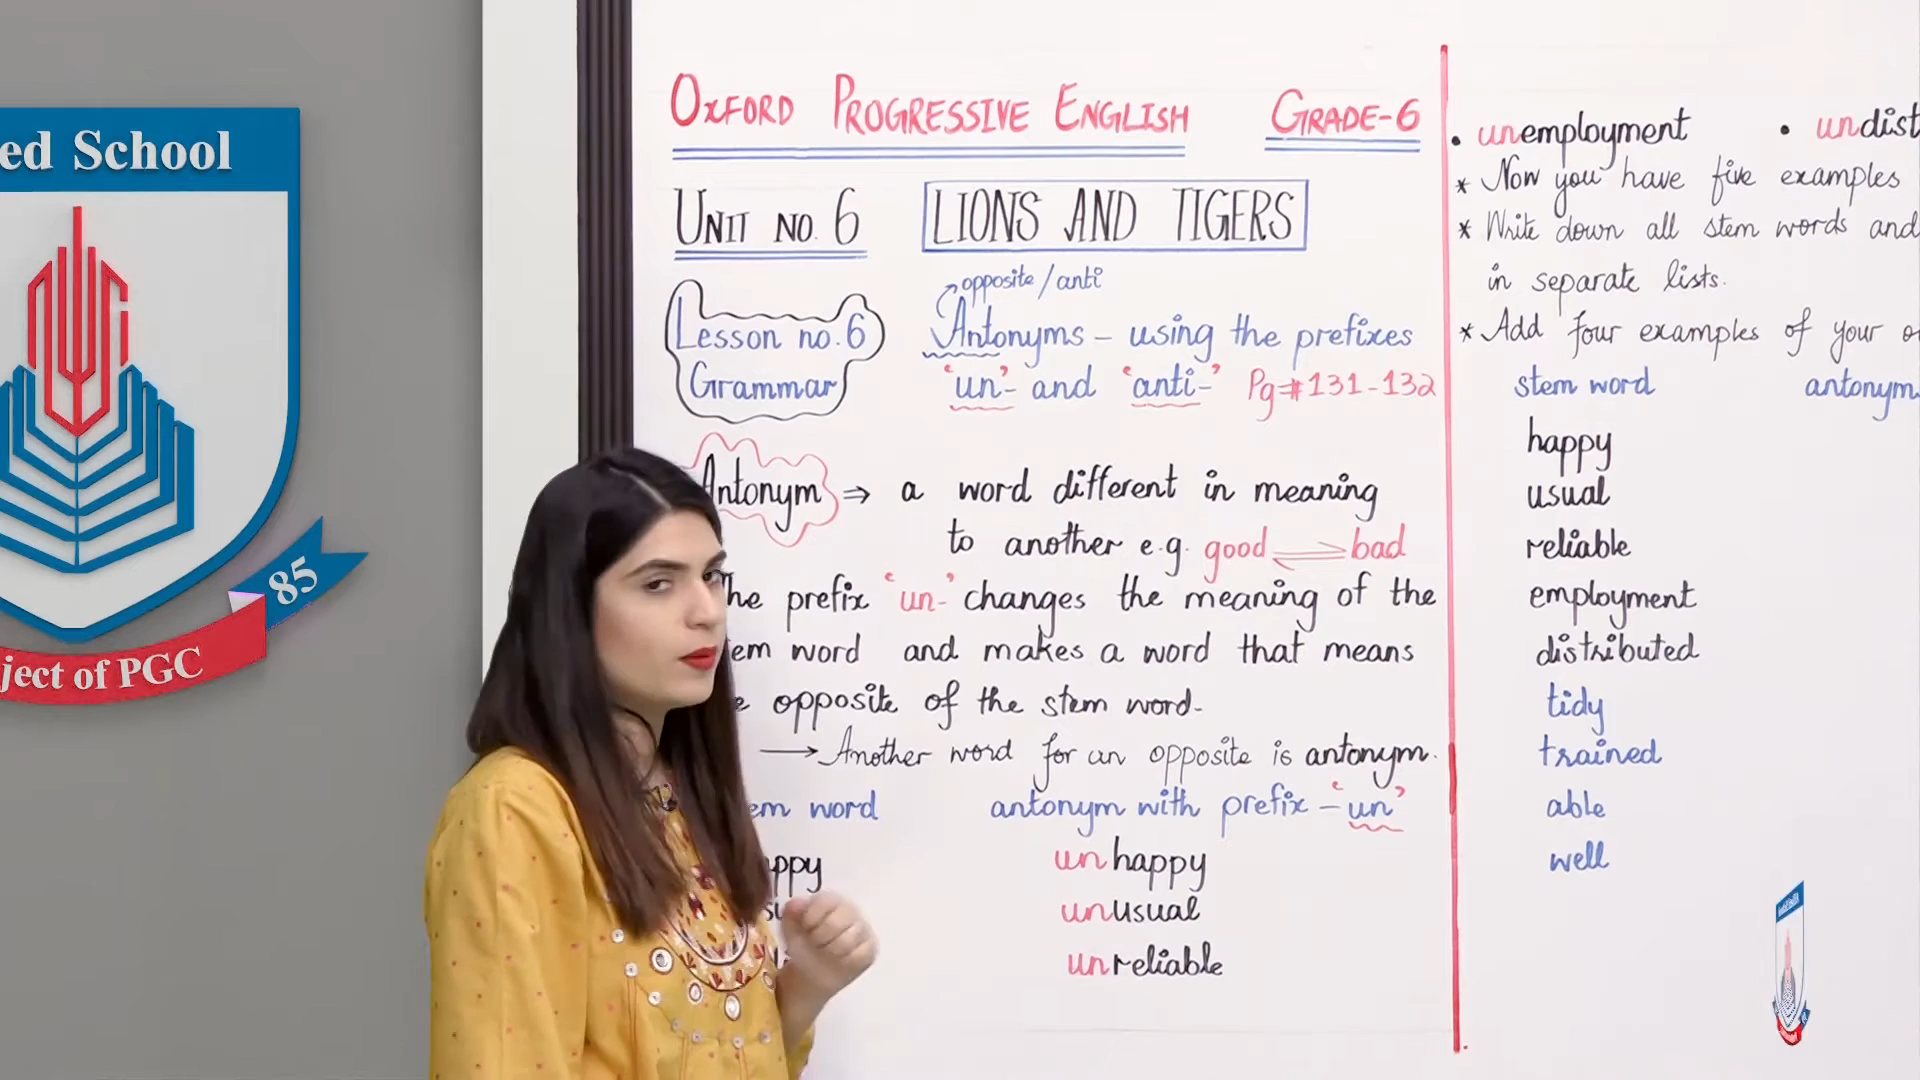 ed School
85
ject of PGC
OXFORD PROGRESSIVE ENGLISH GRADE-6
UNIT NO. 6 LIONS AND TIGERS
opposite / anti
Lesson no. 6
Grammar
Antonyms – using the prefixes
'un-' and 'anti-' Pg# 131-132
Antonym ⇒ a word different in meaning
to another e.g. good ⇌ bad
he prefix 'un-' changes the meaning of the
em word and makes a word that means
e opposite of the stem word.
→ Another word for an opposite is antonym.
em word antonym with prefix – 'un'
ppy unhappy
unusual
unreliable
• unemployment • undist
* Now you have five examples
* Write down all stem words and
in separate lists.
* Add four examples of your o
stem word antonym
happy
usual
reliable
employment
distributed
tidy
trained
able
well